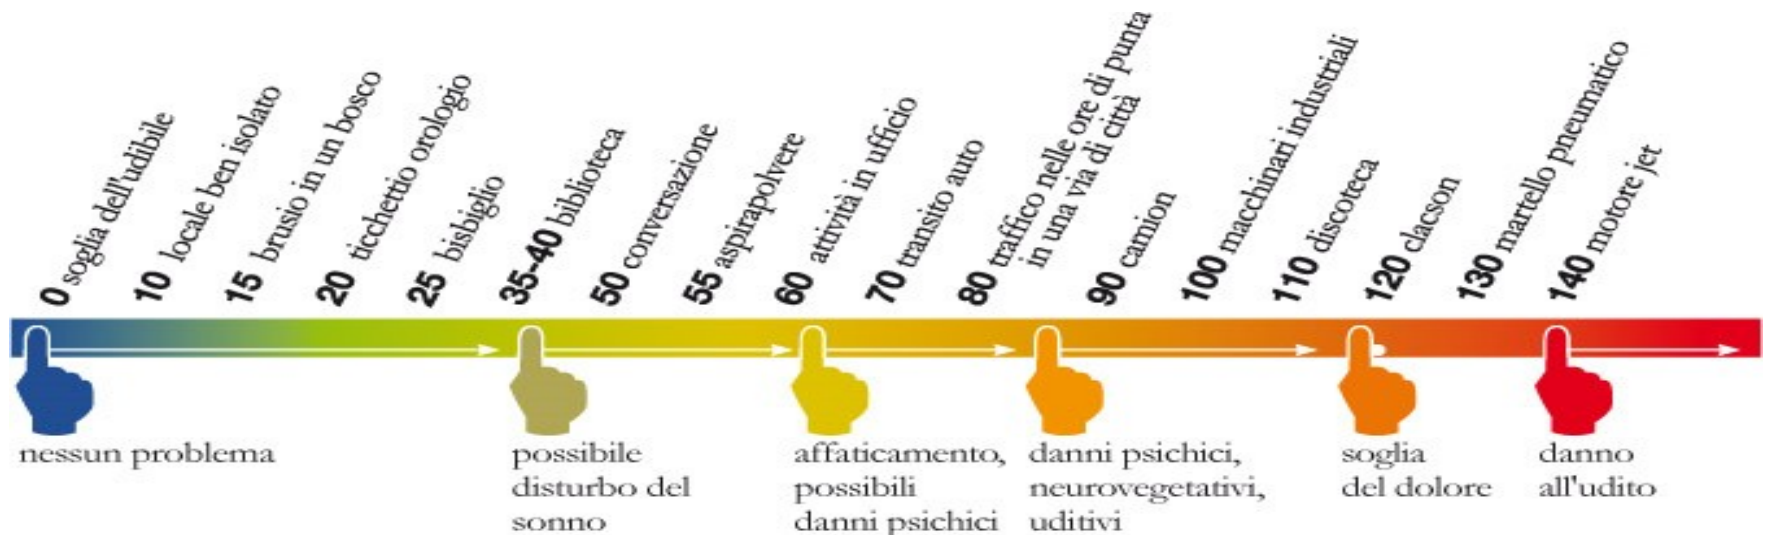 0 soglia dell'udibile
10 locale ben isolato
15 brusio in un bosco
20 ticchettio orologio
25 bisbiglio
35-40 biblioteca
50 conversazione
55 aspirapolvere
60 attività in ufficio
70 transito auto
80 traffico nelle ore di punta
in una via di città
90 camion
100 macchinari industriali
110 discoteca
120 clacson
130 martello pneumatico
140 motore jet
nessun problema
possibile
disturbo del
sonno
affaticamento,
possibili
danni psichici
danni psichici,
neurovegetativi,
uditivi
soglia
del dolore
danno
all'udito